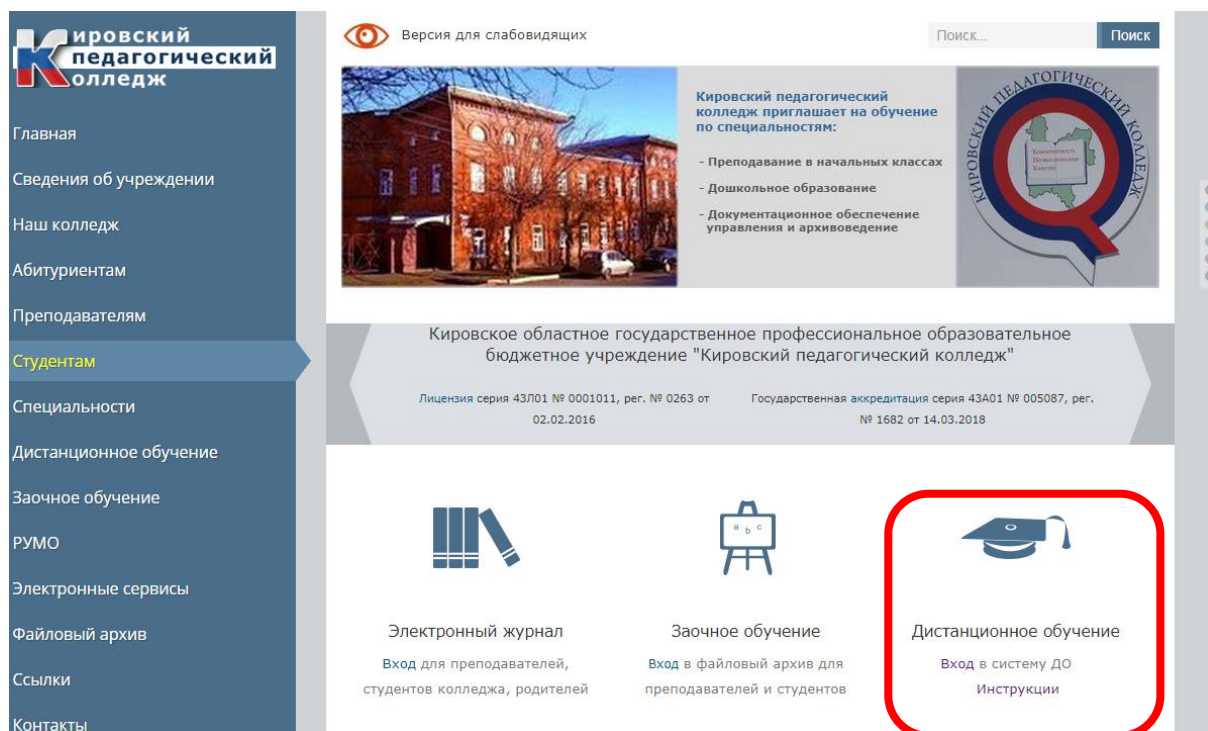 Кировский
педагогический
Колледж
Главная
Сведения об учреждении
Наш колледж
Абитуриентам
Преподавателям
Студентам
Специальности
Дистанционное обучение
Заочное обучение
РУМО
Электронные сервисы
Файловый архив
Ссылки
Контакты
Версия для слабовидящих
Поиск...
Поиск
Кировский педагогический
колледж приглашает на обучение
по специальностям:
- Преподавание в начальных классах
- Дошкольное образование
- Документационное обеспечение
управления и архивоведение
КИРОВСКИЙ ПЕДАГОГИЧЕСКИЙ КОЛЛЕДЖ
Кировское областное государственное профессиональное образовательное
бюджетное учреждение "Кировский педагогический колледж"
Лицензия серия 43Л01 № 0001011, рег. № 0263 от
02.02.2016
Государственная аккредитация серия 43А01 № 005087, рег.
№ 1682 от 14.03.2018
a b c
Электронный журнал
Вход для преподавателей,
студентов колледжа, родителей
Заочное обучение
Вход в файловый архив для
преподавателей и студентов
Дистанционное обучение
Вход в систему ДО
Инструкции